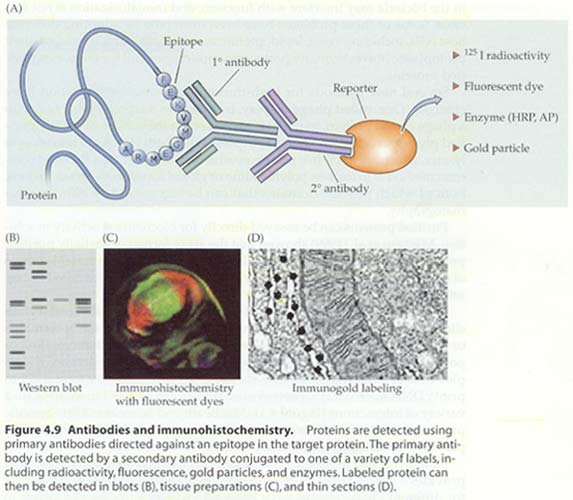 (A)
Epitope
1° antibody
Reporter
125 I radioactivity
Fluorescent dye
Enzyme (HRP, AP)
Gold particle
E
E
K
V
M
G
E
M
R
A
2° antibody
Protein
(B)
(C)
(D)
Western blot
Immunohistochemistry
with fluorescent dyes
Immunogold labeling
Figure 4.9 Antibodies and immunohistochemistry. Proteins are detected using
primary antibodies directed against an epitope in the target protein. The primary anti-
body is detected by a secondary antibody conjugated to one of a variety of labels, in-
cluding radioactivity, fluorescence, gold particles, and enzymes. Labeled protein can
then be detected in blots (B), tissue preparations (C), and thin sections (D).